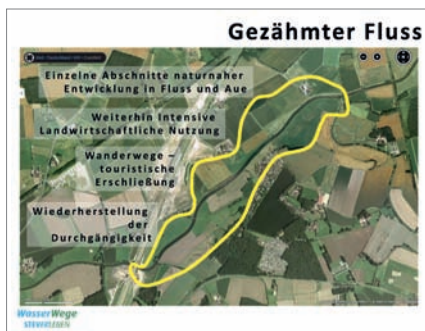 Gezähmter Fluss
Einzelne Abschnitte naturnaher
Entwicklung in Fluss und Aue
Weiterhin Intensive
Landwirtschaftliche Nutzung
Wanderwege –
touristische
Erschließung
Wiederherstellung
der
Durchgängigkeit
WasserWege
STEVERLEBEN